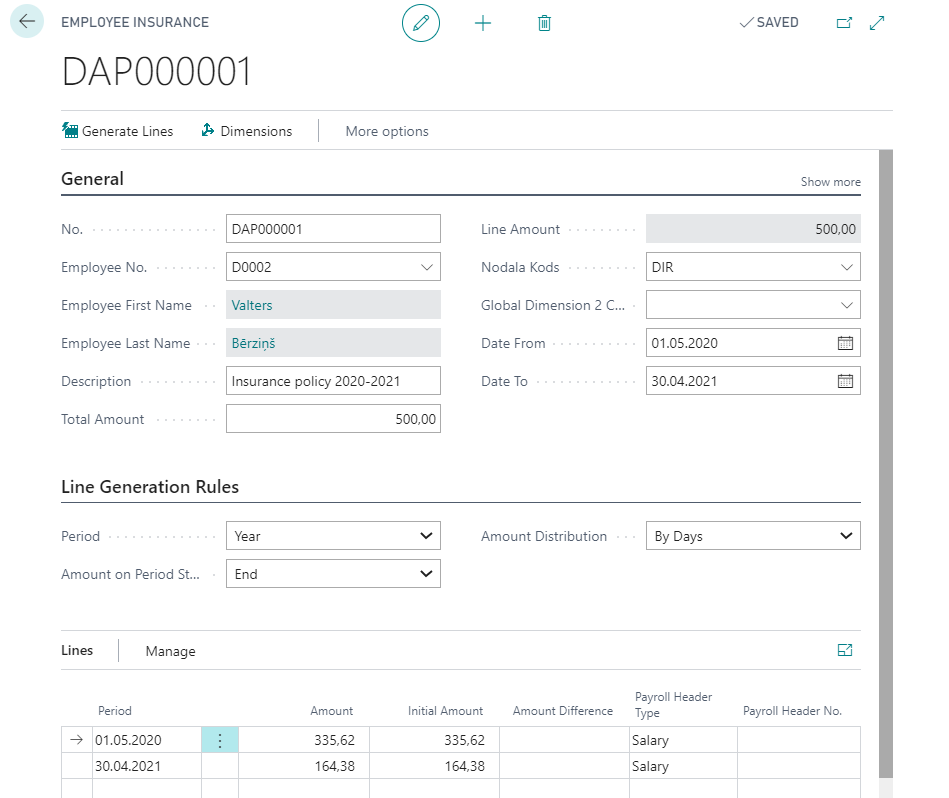 EMPLOYEE INSURANCE
SAVED
DAP000001
Generate Lines
Dimensions
More options
General
Show more
No.
DAP000001
Employee No.
D0002
Employee First Name
Valters
Employee Last Name
Bērziņš
Description
Insurance policy 2020-2021
Total Amount
500,00
Line Amount
500,00
Nodala Kods
DIR
Global Dimension 2 C...
Date From
01.05.2020
Date To
30.04.2021
Line Generation Rules
Period
Year
Amount on Period St...
End
Amount Distribution
By Days
Lines
Manage
Period
Amount
Initial Amount
Amount Difference
Payroll Header
Type
Payroll Header No.
01.05.2020 335,62 335,62 Salary
30.04.2021 164,38 164,38 Salary